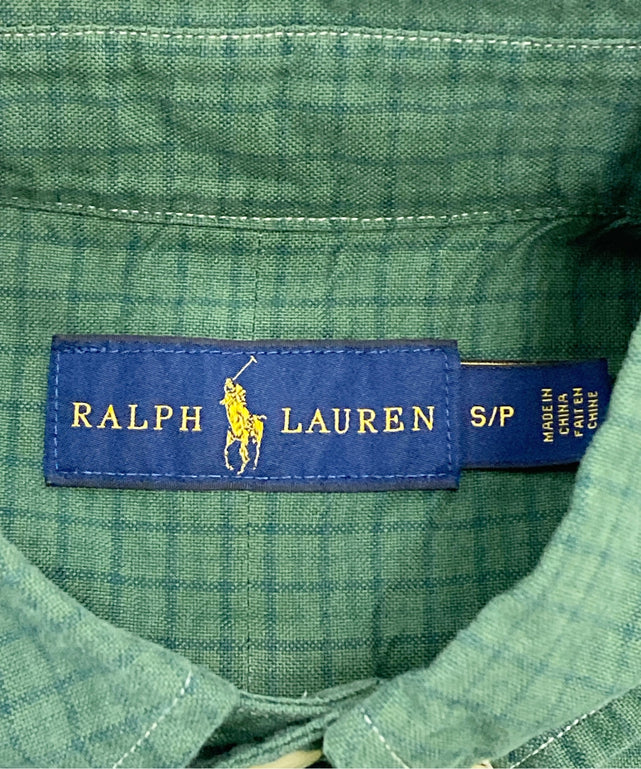 RALPH LAUREN
S/P
MADE IN
CHINA
FAIT EN
CHINE